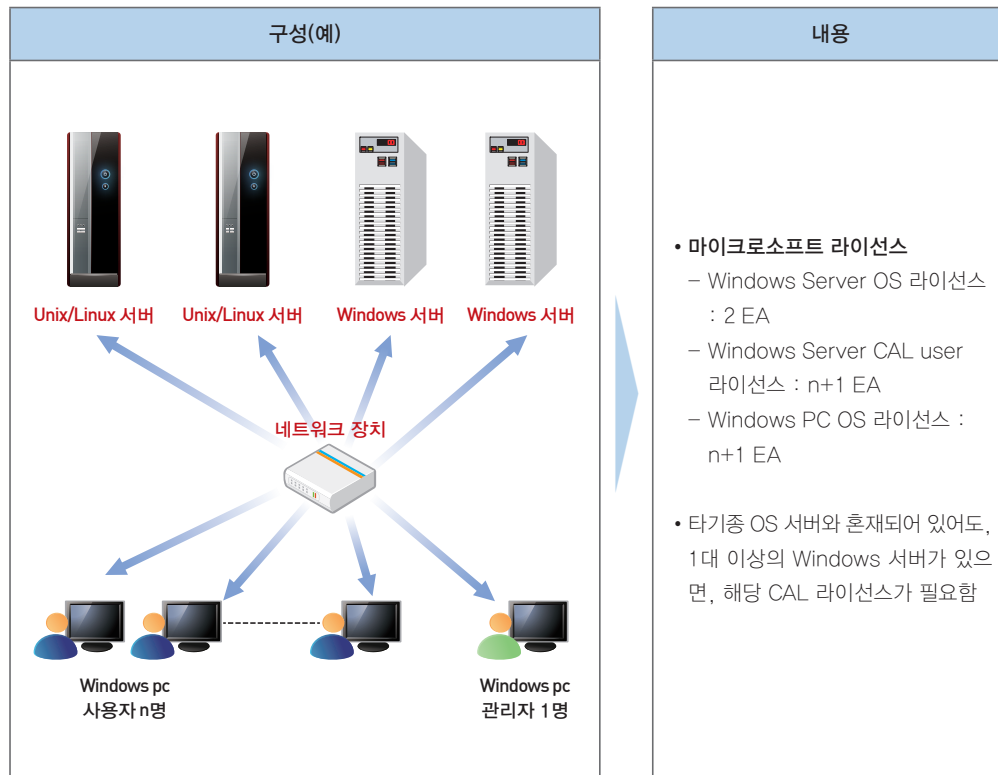 구성(예)
Unix/Linux 서버
Unix/Linux 서버
Windows 서버
Windows 서버
네트워크 장치
Windows pc
사용자 n명
Windows pc
관리자 1명
내용
• 마이크로소프트 라이선스
– Windows Server OS 라이선스
: 2 EA
– Windows Server CAL user
라이선스 : n+1 EA
– Windows PC OS 라이선스 :
n+1 EA
• 타기종 OS 서버와 혼재되어 있어도,
1대 이상의 Windows 서버가 있으
면, 해당 CAL 라이선스가 필요함